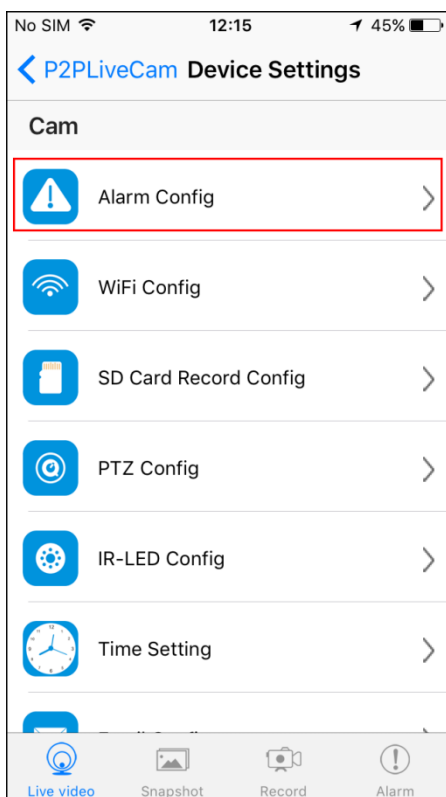 No SIM 12:15 45%
P2PLiveCam Device Settings
Cam
Alarm Config
WiFi Config
SD Card Record Config
PTZ Config
IR-LED Config
Time Setting
Live video Snapshot Record Alarm